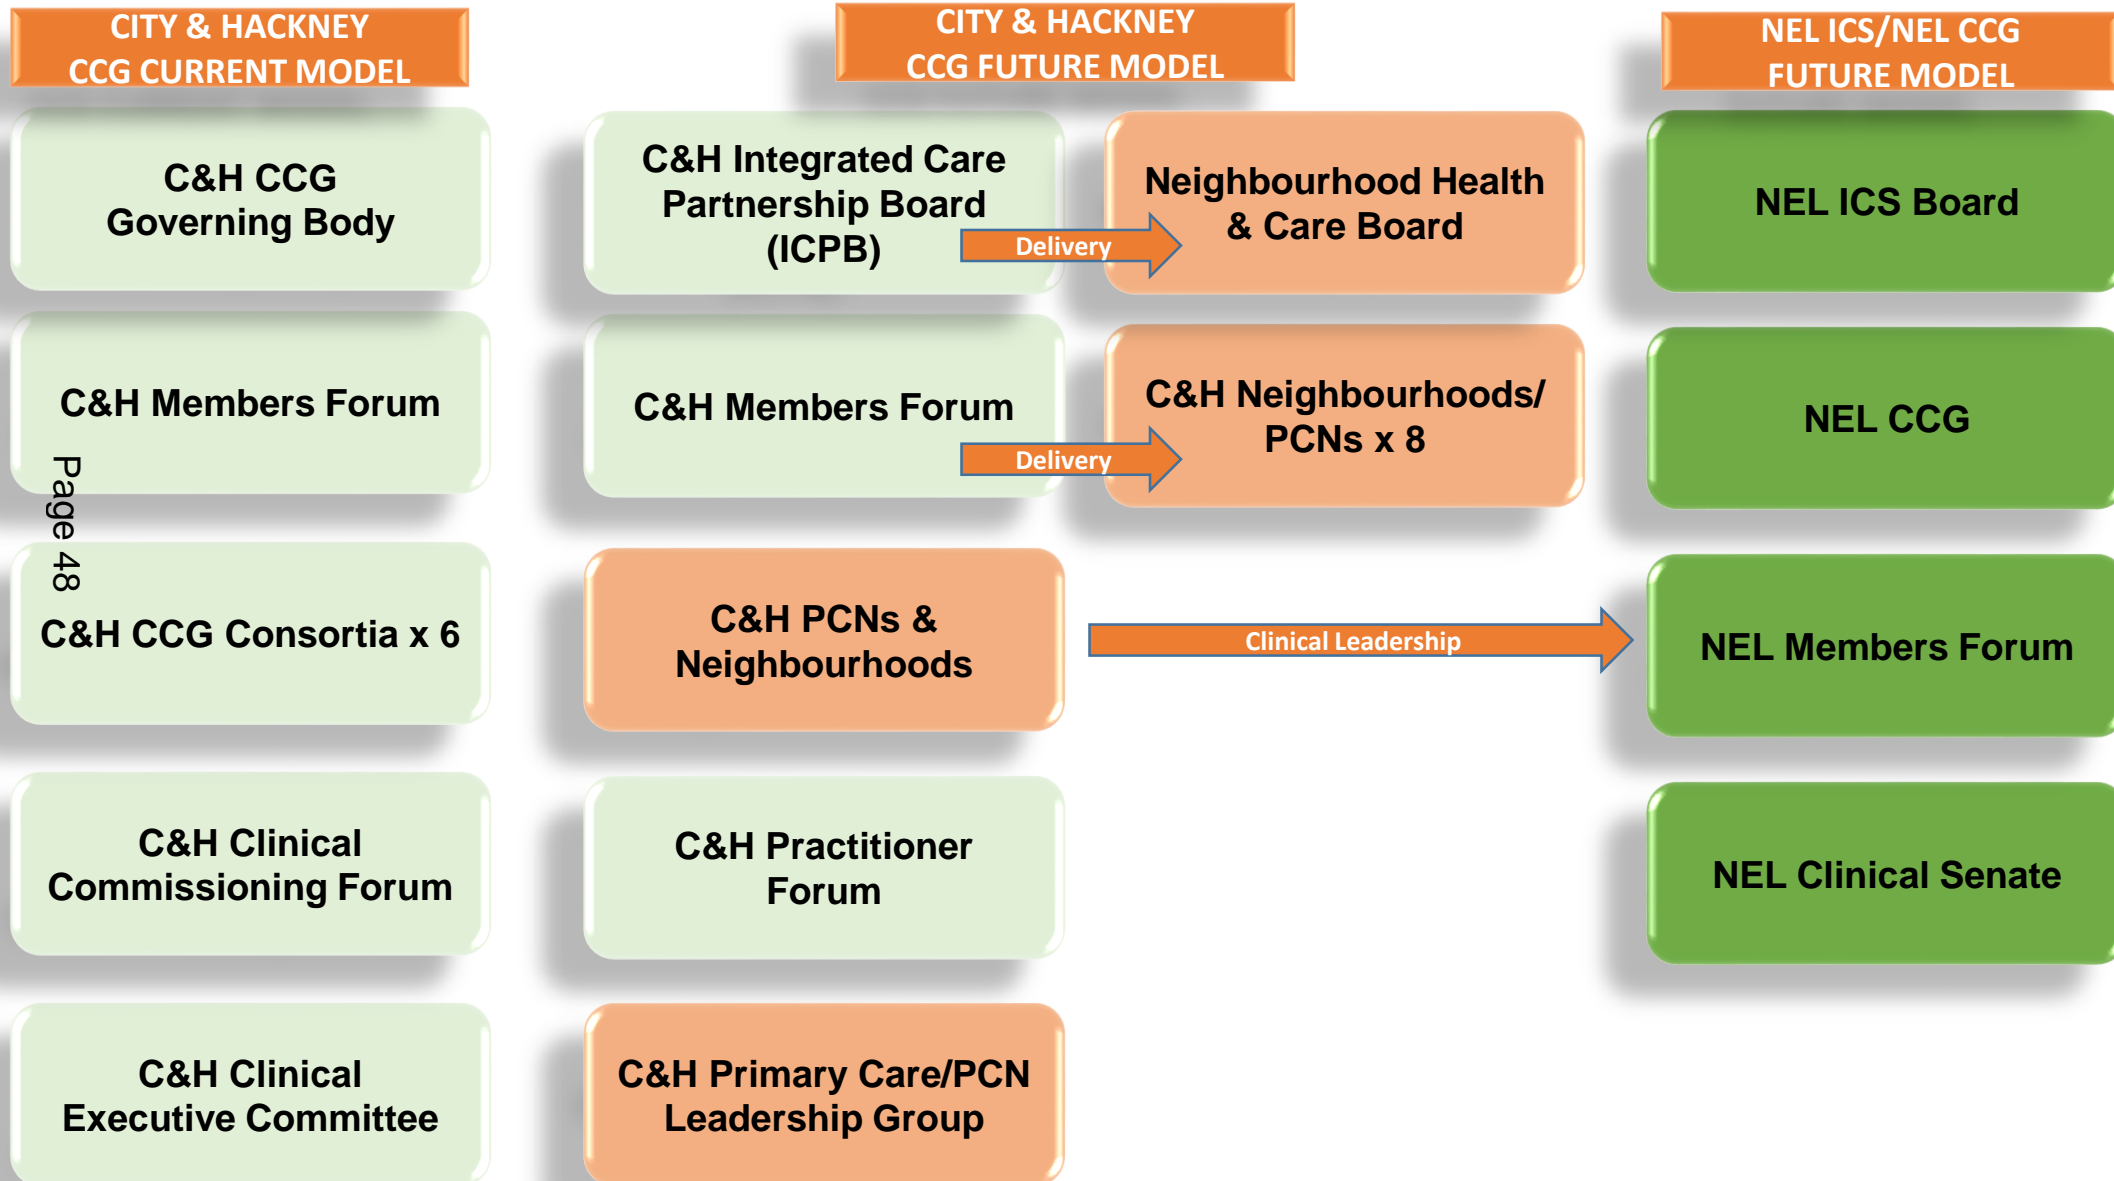 CITY & HACKNEY
CCG CURRENT MODEL
C&H CCG
Governing Body
C&H Members Forum
Page 48
C&H CCG Consortia x 6
C&H Clinical
Commissioning Forum
C&H Clinical
Executive Committee
CITY & HACKNEY
CCG FUTURE MODEL
C&H Integrated Care
Partnership Board
(ICPB)
Delivery
Neighbourhood Health
& Care Board
C&H Members Forum
Delivery
C&H Neighbourhoods/
PCNs x 8
C&H PCNs &
Neighbourhoods
Clinical Leadership
C&H Practitioner
Forum
C&H Primary Care/PCN
Leadership Group
NEL ICS/NEL CCG
FUTURE MODEL
NEL ICS Board
NEL CCG
NEL Members Forum
NEL Clinical Senate